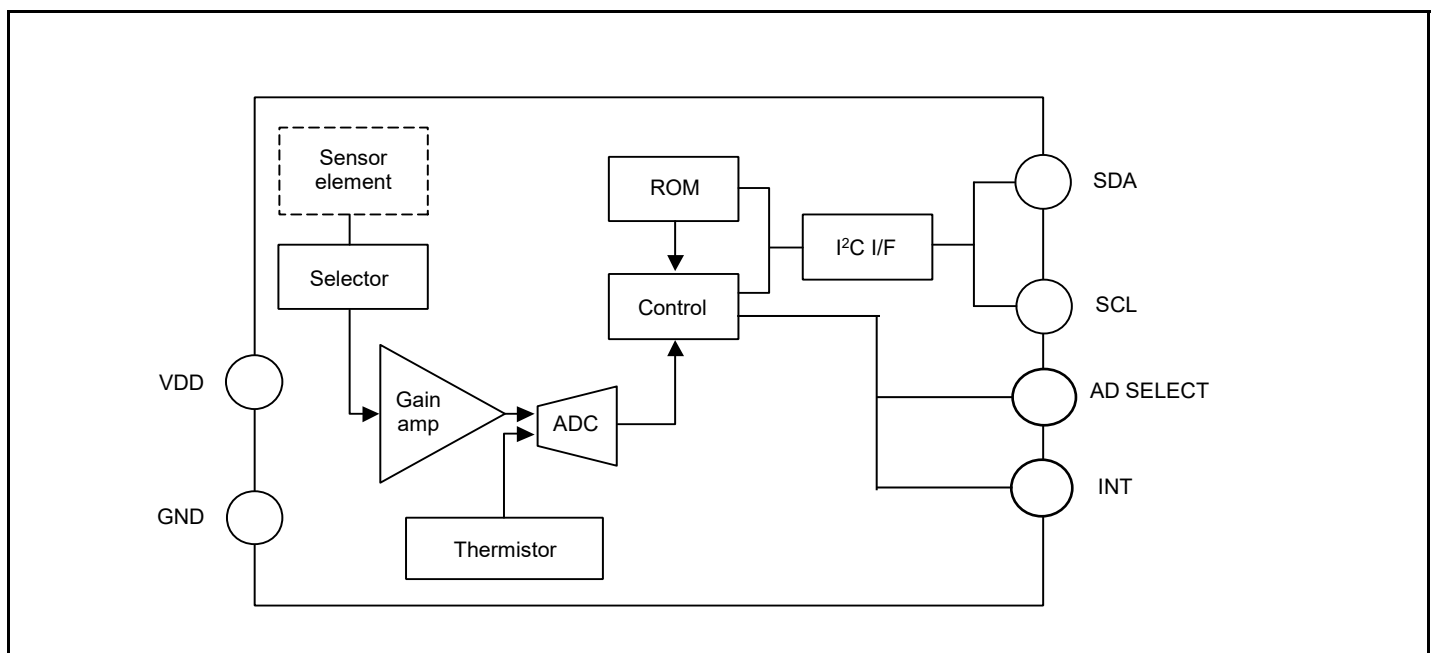 Sensor
element
ROM
SDA
I²C I/F
Selector
Control
SCL
VDD
Gain
amp
ADC
AD SELECT
INT
GND
Thermistor